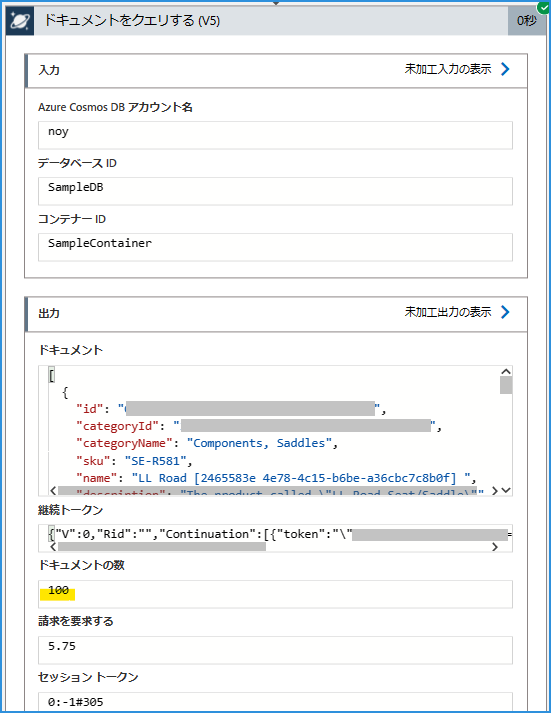 ドキュメントをクエリする (V5)
0秒
入力
未加工入力の表示
Azure Cosmos DB アカウント名
noy
データベース ID
SampleDB
コンテナー ID
SampleContainer
出力
未加工出力の表示
ドキュメント
[
{
"id": "
",
"categoryId": "
",
"categoryName": "Components, Saddles",
"sku": "SE-R581",
"name": "LL Road [2465583e 4e78-4c15-b6be-a36cbc7c8b0f] ",
"description": "The product called \"LL Road Seat/Saddle\""
継続トークン
{"V":0,"Rid":"","Continuation":[{"token":"\"
=
ドキュメントの数
100
請求を要求する
5.75
セッション トークン
0:-1#305